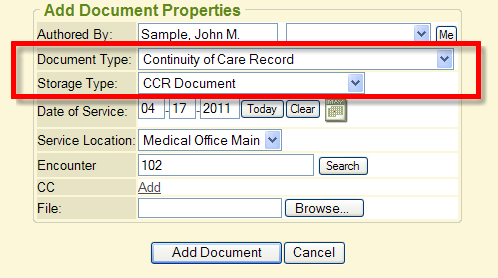 Add Document Properties
Authored By: Sample, John M. Me
Document Type: Continuity of Care Record
Storage Type: CCR Document
Date of Service: 04 - 17 - 2011 Today Clear MAY
Service Location: Medical Office Main
Encounter 102 Search
CC Add
File: Browse...
Add Document Cancel